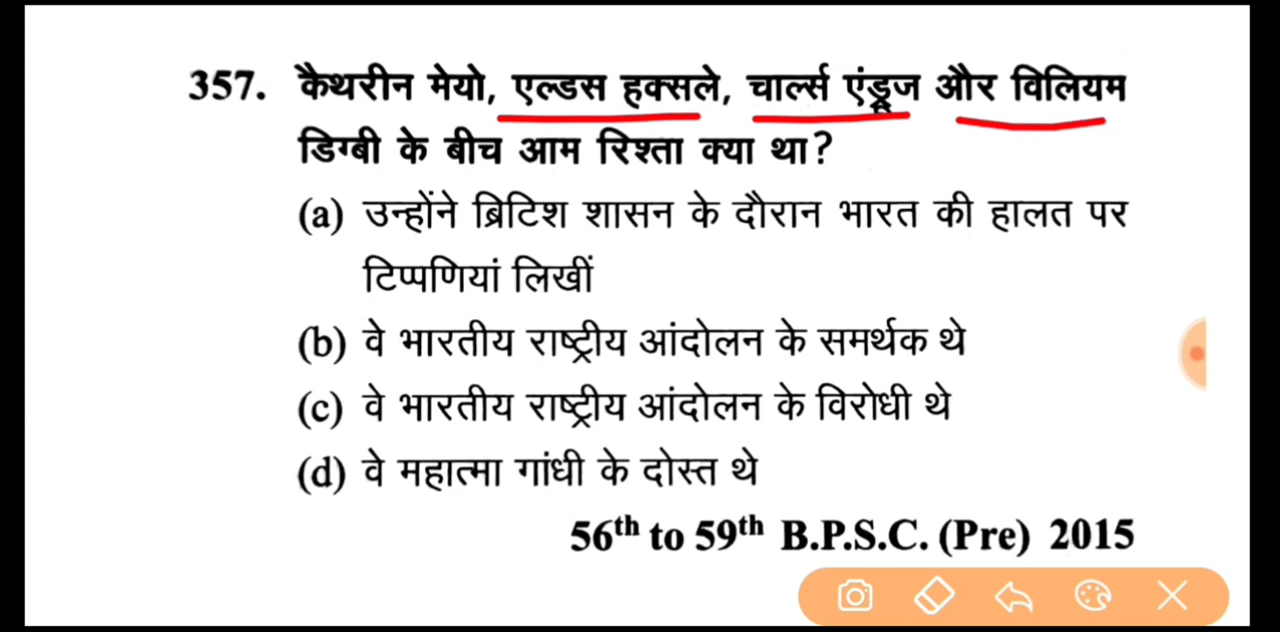 357. कैथरीन मेयो, एल्डस हक्सले, चार्ल्स एंड्रूज और विलियम
डिग्बी के बीच आम रिश्ता क्या था?
(a) उन्होंने ब्रिटिश शासन के दौरान भारत की हालत पर
टिप्पणियां लिखीं
(b) वे भारतीय राष्ट्रीय आंदोलन के समर्थक थे
(c) वे भारतीय राष्ट्रीय आंदोलन के विरोधी थे
(d) वे महात्मा गांधी के दोस्त थे
56th to 59th B.P.S.C. (Pre) 2015